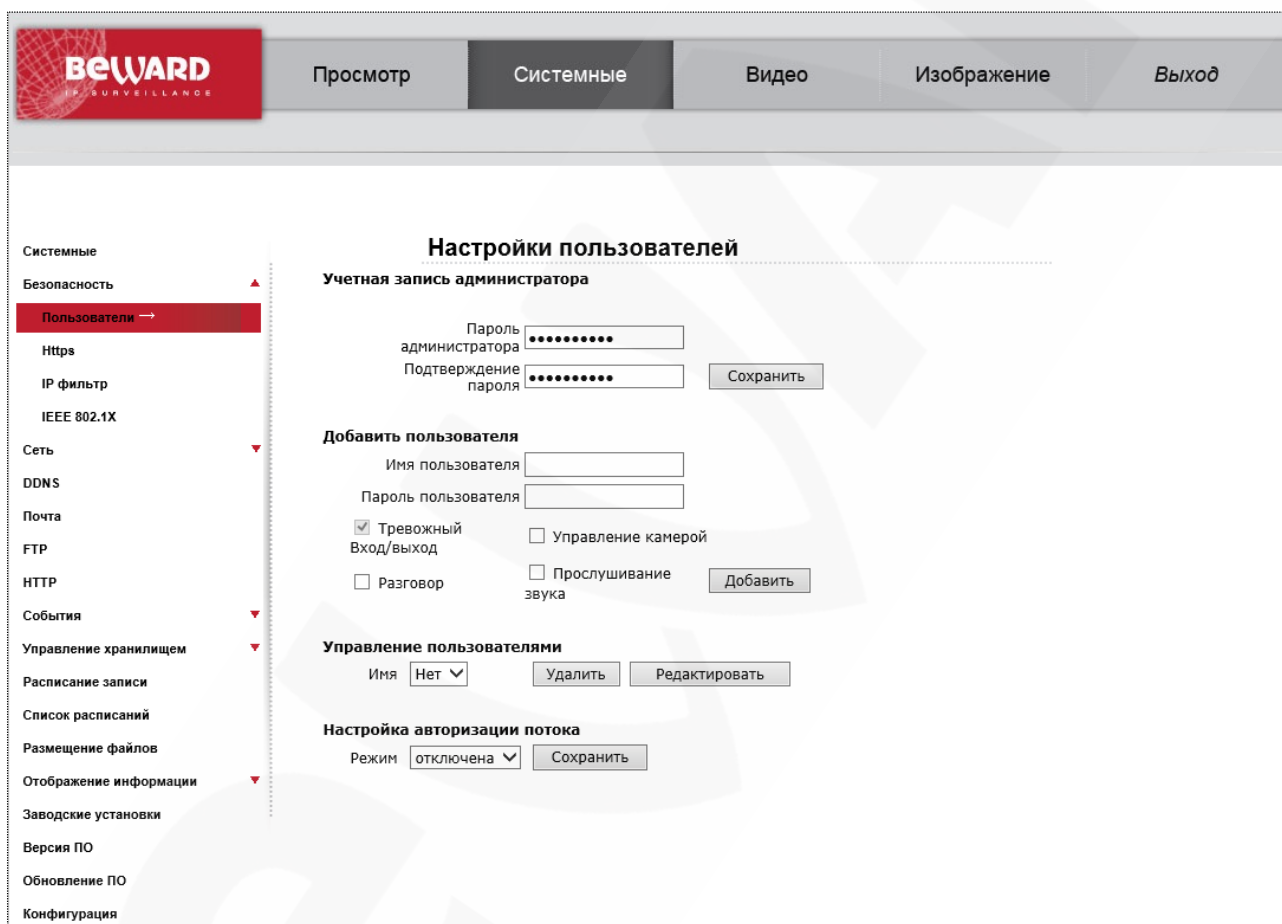 BEWARD
IP SURVEILLANCE
Просмотр
Системные
Видео
Изображение
Выход
Системные
Безопасность
Пользователи →
Https
IP фильтр
IEEE 802.1X
Сеть
DDNS
Почта
FTP
HTTP
События
Управление хранилищем
Расписание записи
Список расписаний
Размещение файлов
Отображение информации
Заводские установки
Версия ПО
Обновление ПО
Конфигурация
Настройки пользователей
Учетная запись администратора
Пароль
администратора
••••••••••
Подтверждение
пароля
••••••••••
Сохранить
Добавить пользователя
Имя пользователя
Пароль пользователя
Тревожный
Вход/выход
Управление камерой
Разговор
Прослушивание
звука
Добавить
Управление пользователями
Имя
Нет
Удалить
Редактировать
Настройка авторизации потока
Режим
отключена
Сохранить